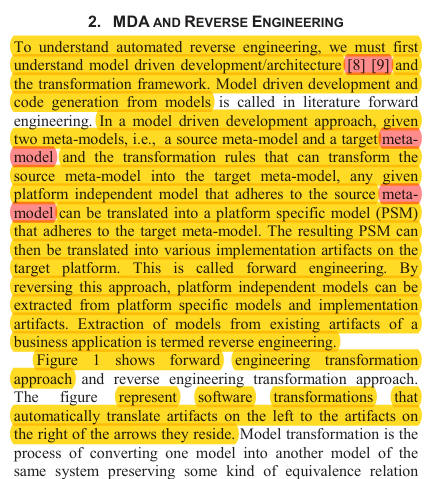 2. MDA AND REVERSE ENGINEERING
To understand automated reverse engineering, we must first
understand model driven development/architecture [8] [9] and
the transformation framework. Model driven development and
code generation from models is called in literature forward
engineering. In a model driven development approach, given
two meta-models, i.e., a source meta-model and a target meta-
model and the transformation rules that can transform the
source meta-model into the target meta-model, any given
platform independent model that adheres to the source meta-
model can be translated into a platform specific model (PSM)
that adheres to the target meta-model. The resulting PSM can
then be translated into various implementation artifacts on the
target platform. This is called forward engineering. By
reversing this approach, platform independent models can be
extracted from platform specific models and implementation
artifacts. Extraction of models from existing artifacts of a
business application is termed reverse engineering.
Figure 1 shows forward engineering transformation
approach and reverse engineering transformation approach.
The figure represent software transformations that
automatically translate artifacts on the left to the artifacts on
the right of the arrows they reside. Model transformation is the
process of converting one model into another model of the
same system preserving some kind of equivalence relation